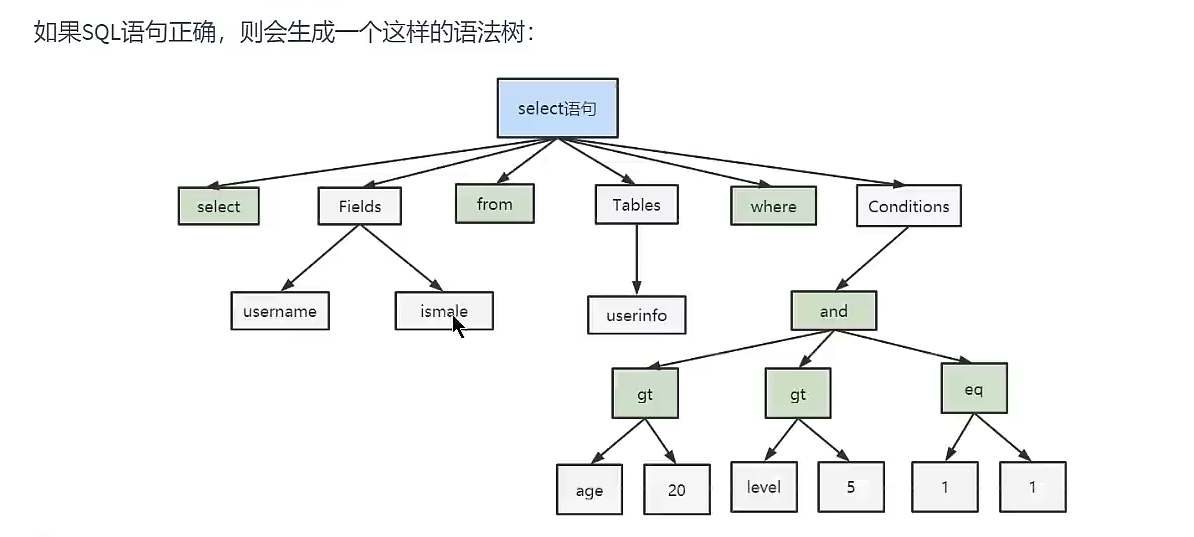 如果SQL语句正确，则会生成一个这样的语法树：
select语句
select
Fields
from
Tables
where
Conditions
username
ismale
userinfo
and
gt
gt
eq
age
20
level
5
1
1